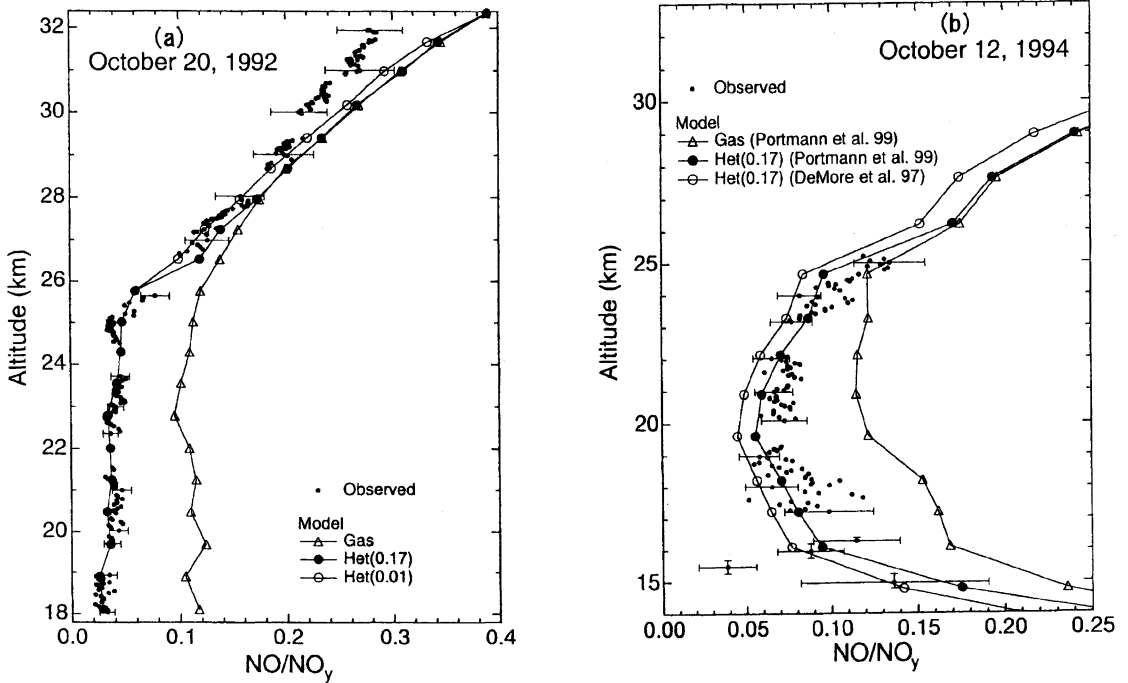 (a)
October 20, 1992
Altitude (km)
32
30
28
26
24
22
20
18
Observed
Model
Gas
Het(0.17)
Het(0.01)
0.0
0.1
0.2
0.3
0.4
NO/NOy
(b)
October 12, 1994
Observed
Model
Gas (Portmann et al. 99)
Het(0.17) (Portmann et al. 99)
Het(0.17) (DeMore et al. 97)
Altitude (km)
30
25
20
15
0.00
0.05
0.10
0.15
0.20
0.25
NO/NOy